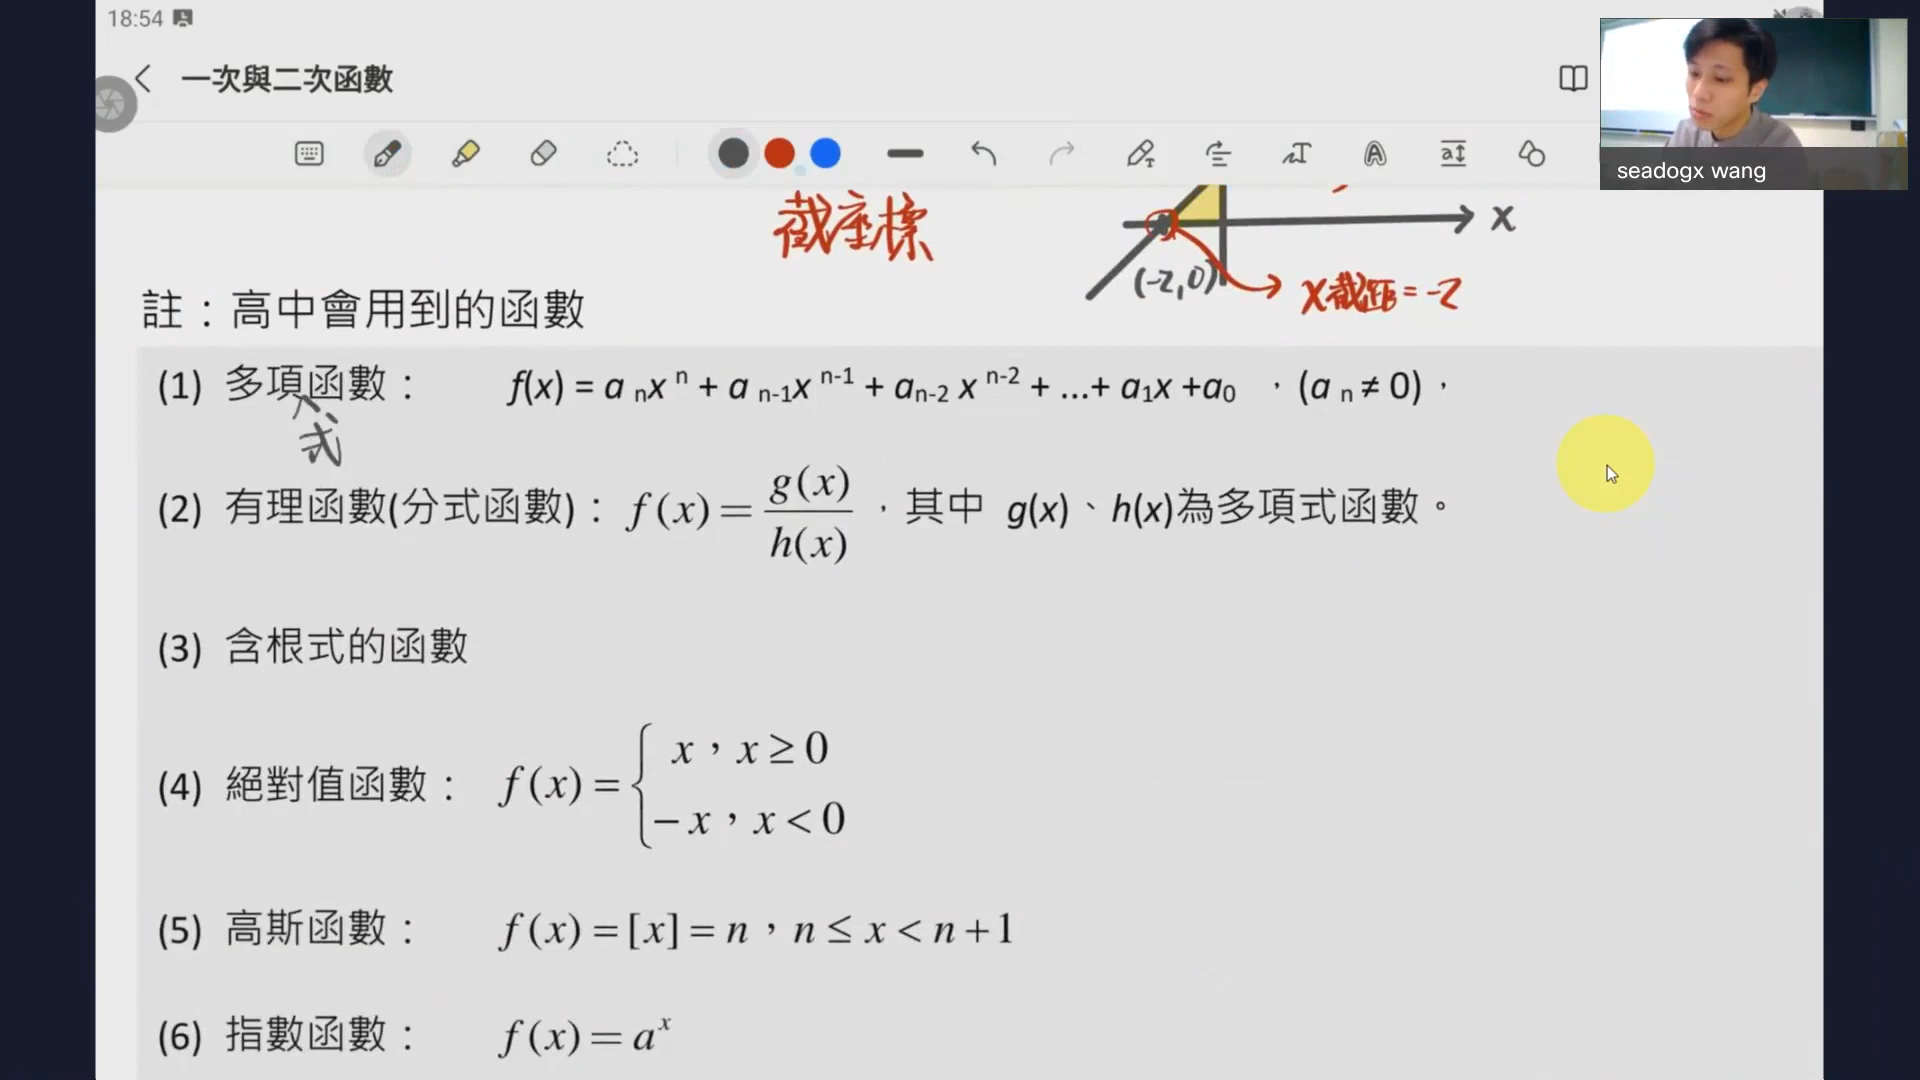 18:54
一次與二次函數
seadogx wang
截座標
x
(-2,0)
x截距=-2
註：高中會用到的函數
(1) 多項函數： f(x) = a n x n + a n-1 x n-1 + a n-2 x n-2 + ...+ a1x +a0 ，(a n ≠ 0)，
式
(2) 有理函數(分式函數)： f(x) = g(x)/h(x) ，其中 g(x)、h(x)為多項式函數。
(3) 含根式的函數
(4) 絕對值函數： f(x) = { x，x ≥ 0
−x，x < 0
(5) 高斯函數： f(x) = [x] = n，n ≤ x < n+1
(6) 指數函數： f(x) = a^x